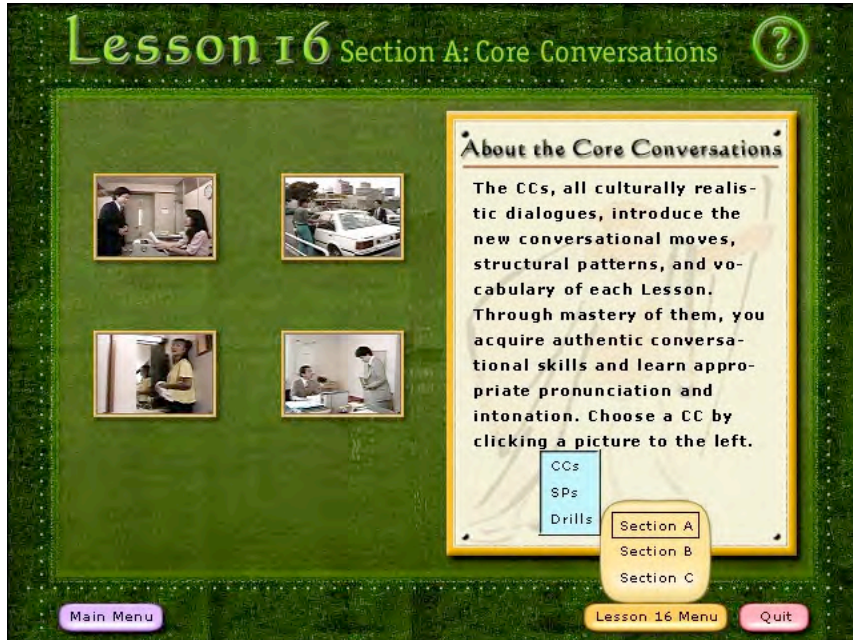 Lesson 16 Section A: Core Conversations ?
About the Core Conversations
The CCs, all culturally realis-
tic dialogues, introduce the
new conversational moves,
structural patterns, and vo-
cabulary of each Lesson.
Through mastery of them, you
acquire authentic conversa-
tional skills and learn appro-
priate pronunciation and
intonation. Choose a CC by
clicking a picture to the left.
CCs
SPs
Drills
Section A
Section B
Section C
Main Menu
Lesson 16 Menu
Quit